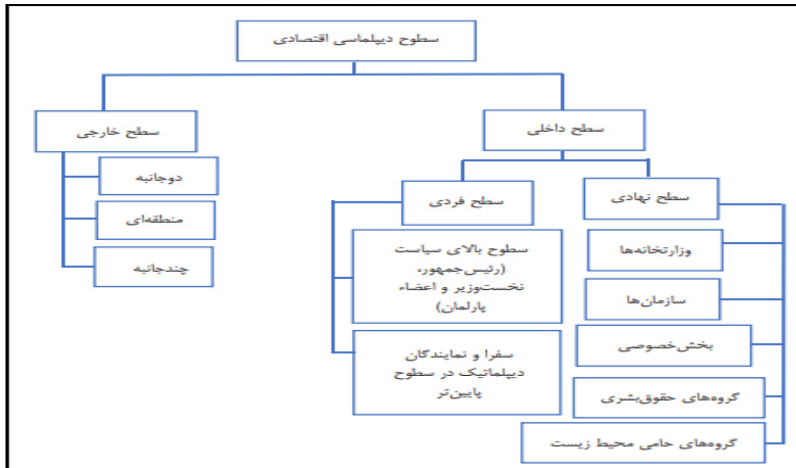 سطوح دیپلماسی اقتصادی
سطح داخلی
سطح خارجی
سطح نهادی
وزارتخانه‌ها
سازمان‌ها
بخش‌خصوصی
گروه‌های حقوق‌بشری
گروه‌های حامی محیط زیست
سطح فردی
سطوح بالای سیاست
(رئیس‌جمهور،
نخست‌وزیر و اعضاء
پارلمان)
سفرا و نمایندگان
دیپلماتیک در سطوح
پایین‌تر
دوجانبه
منطقه‌ای
چندجانبه